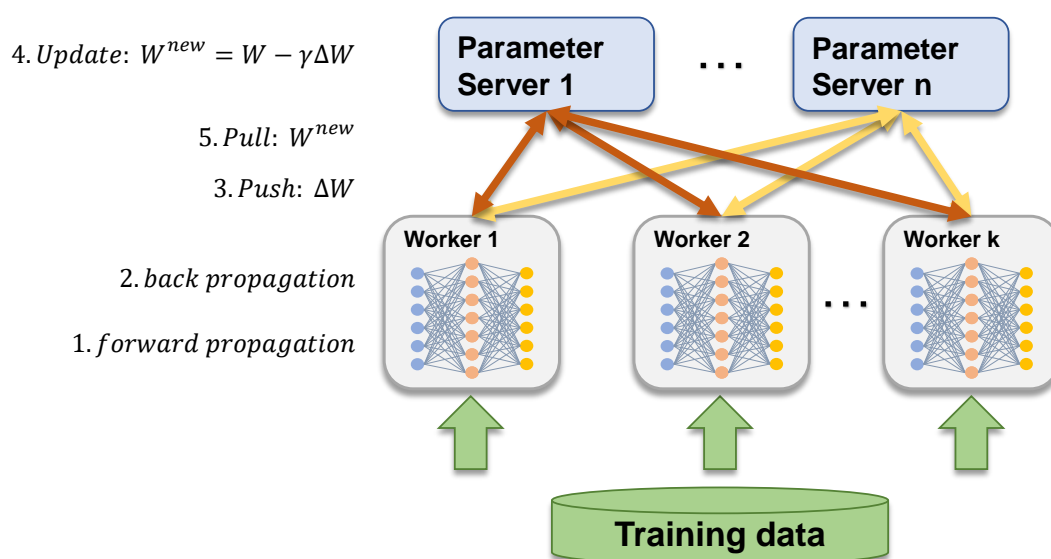 4. Update: W^{new} = W − γΔW
Parameter
Server 1
...
Parameter
Server n
5. Pull: W^{new}
3. Push: ΔW
Worker 1
Worker 2
Worker k
2. back propagation
...
1. forward propagation
Training data